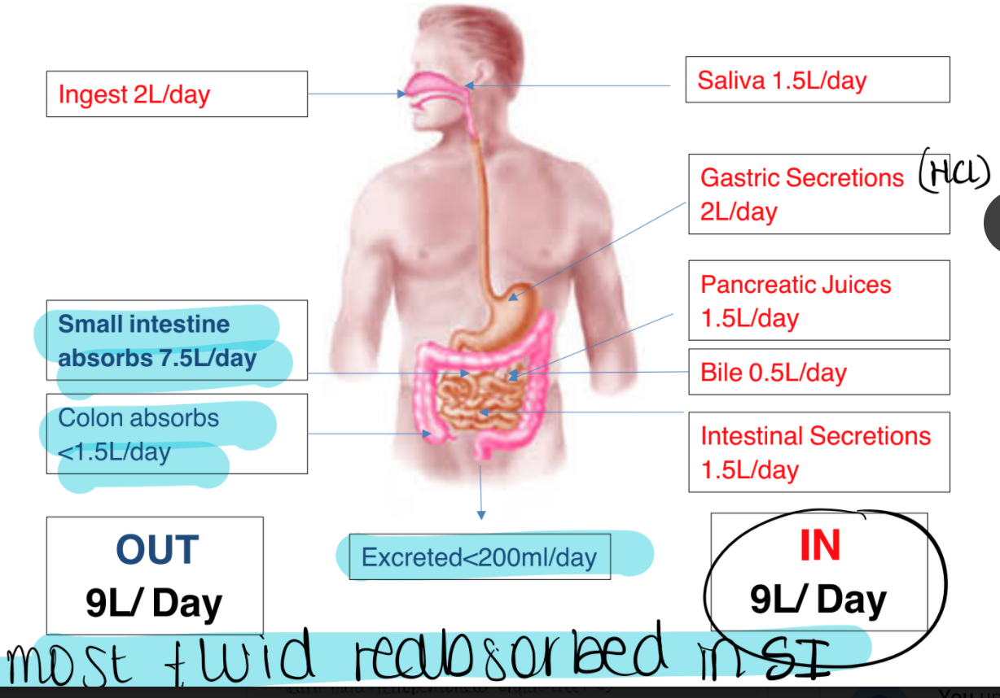 Ingest 2L/day
Saliva 1.5L/day
Gastric Secretions (HCl)
2L/day
Pancreatic Juices
1.5L/day
Small intestine
absorbs 7.5L/day
Bile 0.5L/day
Colon absorbs
<1.5L/day
Intestinal Secretions
1.5L/day
OUT
9L/ Day
Excreted<200ml/day
IN
9L/ Day
most fluid reabsorbed in SI